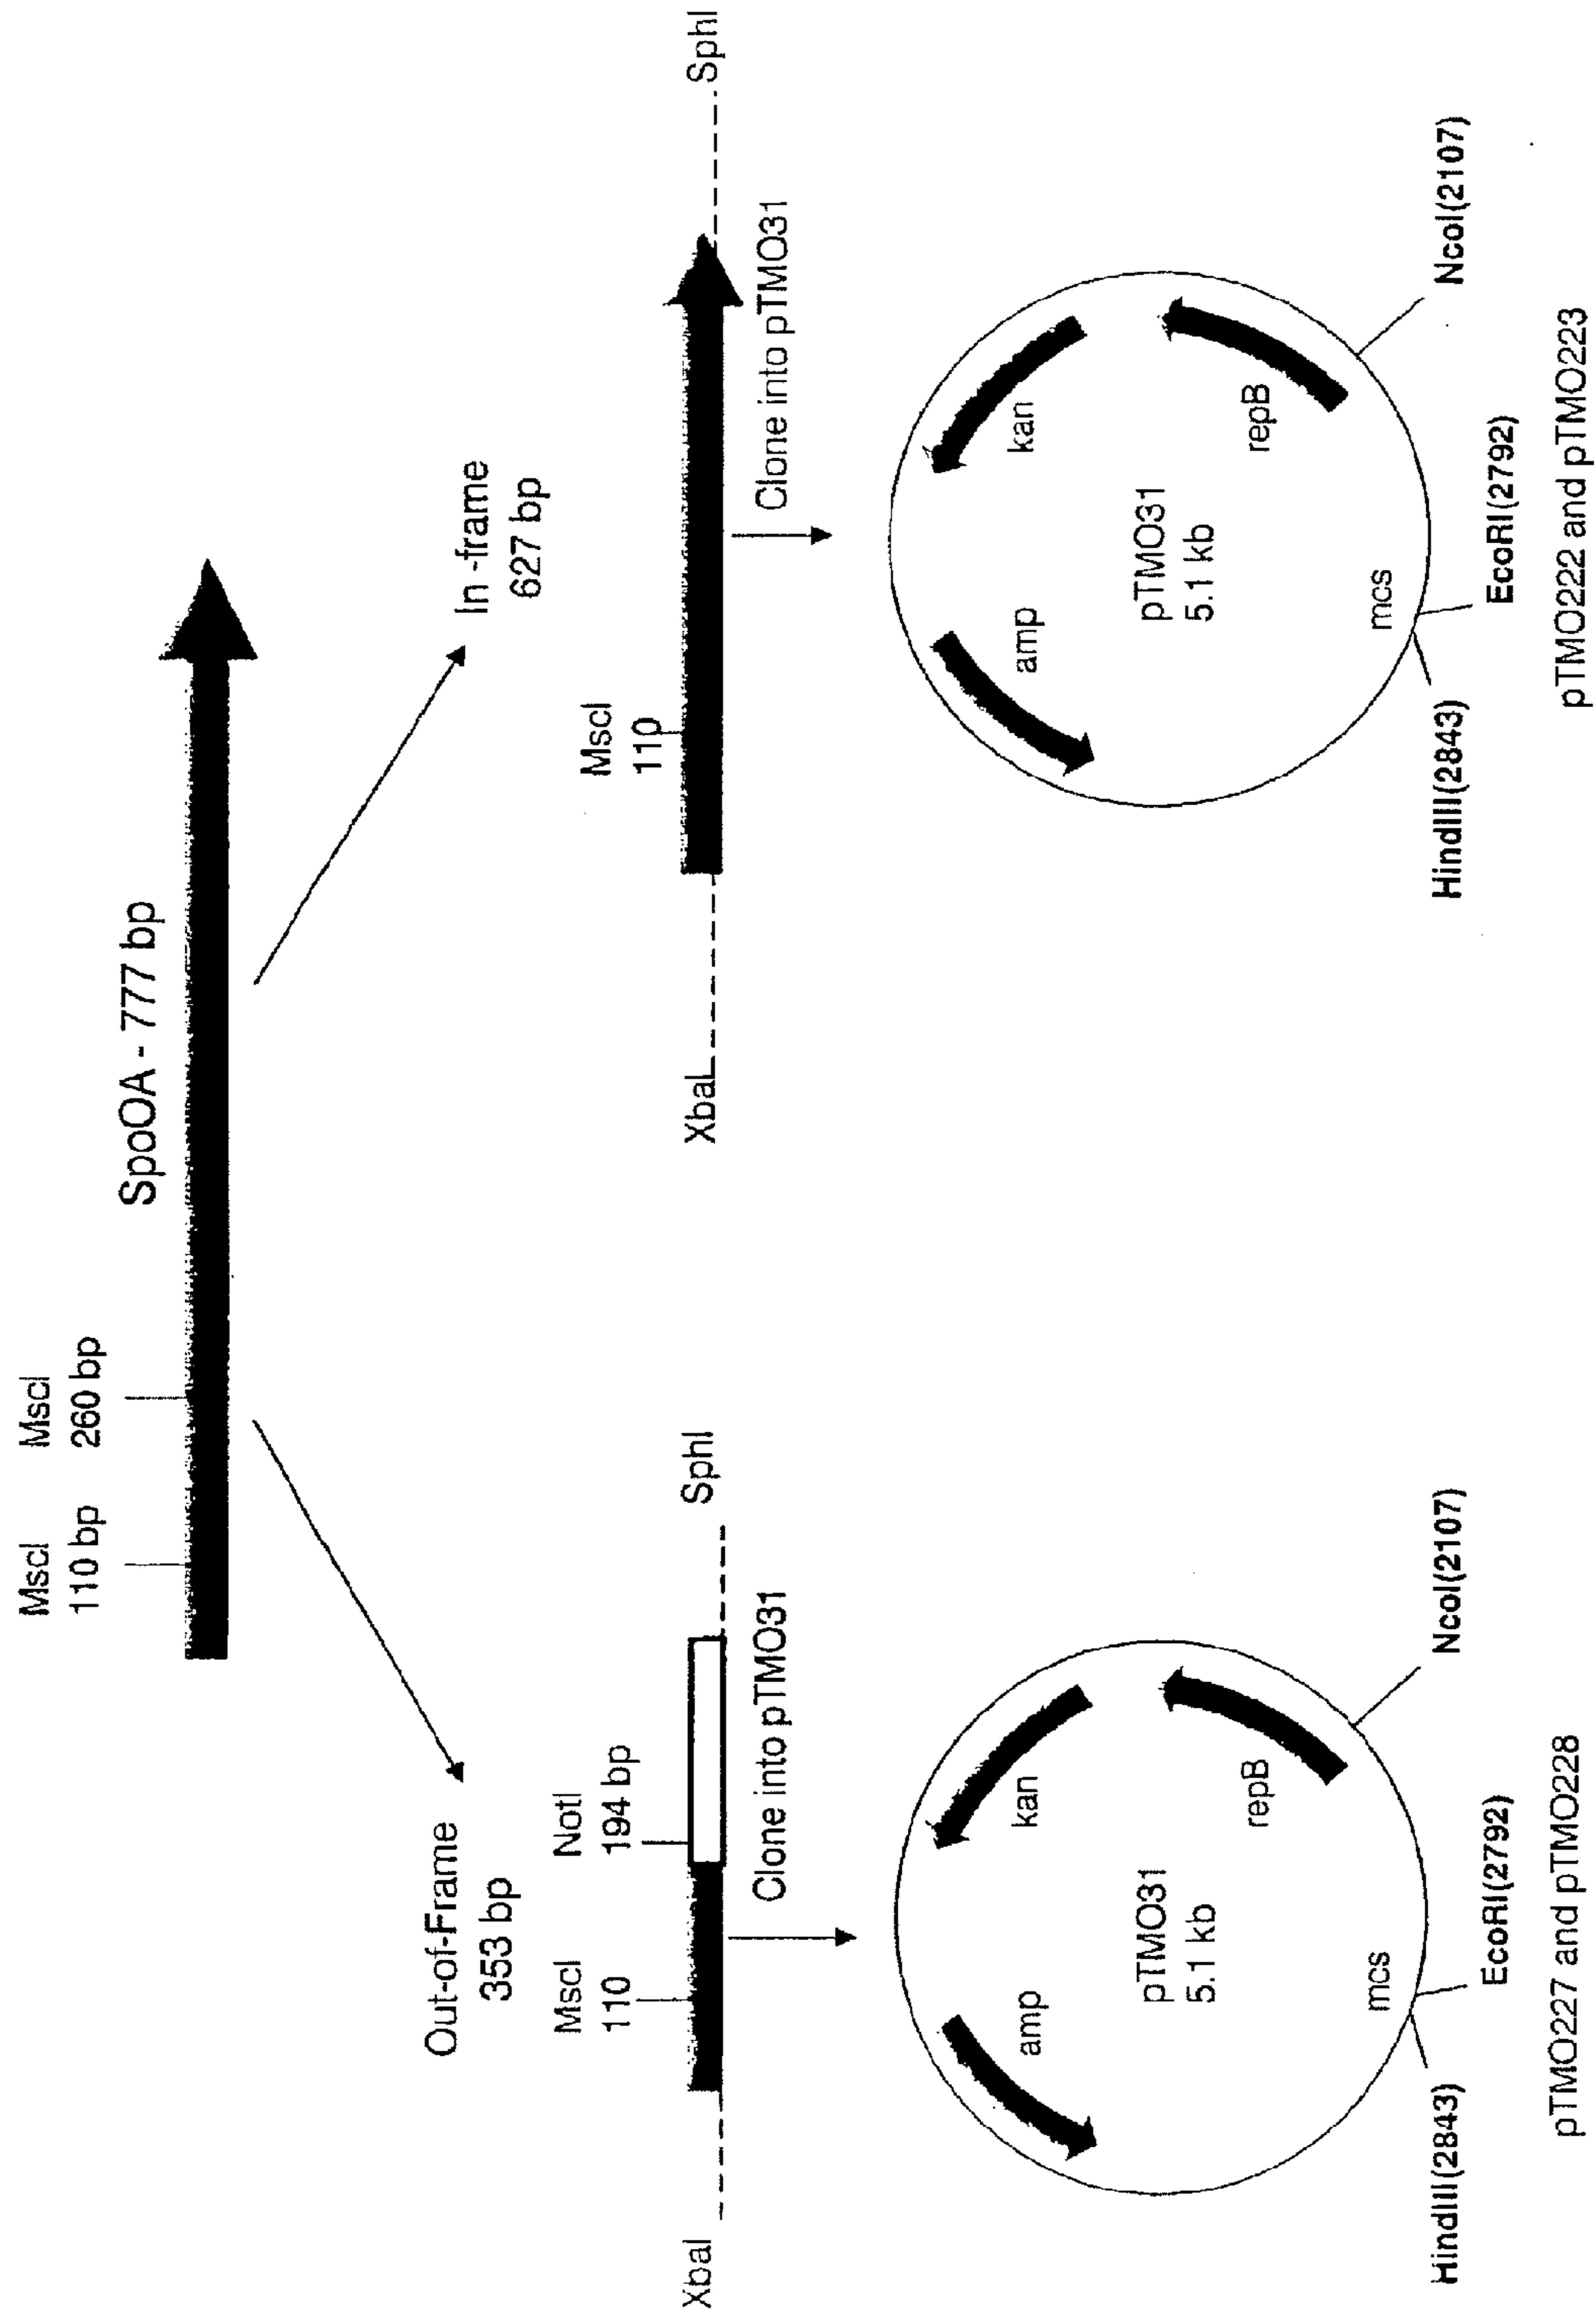 MscI MscI
110 bp 260 bp
SpoOA - 777 bp
Out-of-Frame
353 bp
In -frame
627 bp
MscI
110
NotI
194 bp
XbaI
SphI
Clone into pTMO31
MscI
110
XbaI
SphI
Clone into pTMO31
amp
kan
pTMO31
5.1 kb
repB
mcs
HindIII(2843)
EcoRI(2792)
NcoI(2107)
pTMO227 and pTMO228
amp
kan
pTMO31
5.1 kb
repB
mcs
HindIII(2843)
EcoRI(2792)
NcoI(2107)
pTMO222 and pTMO223